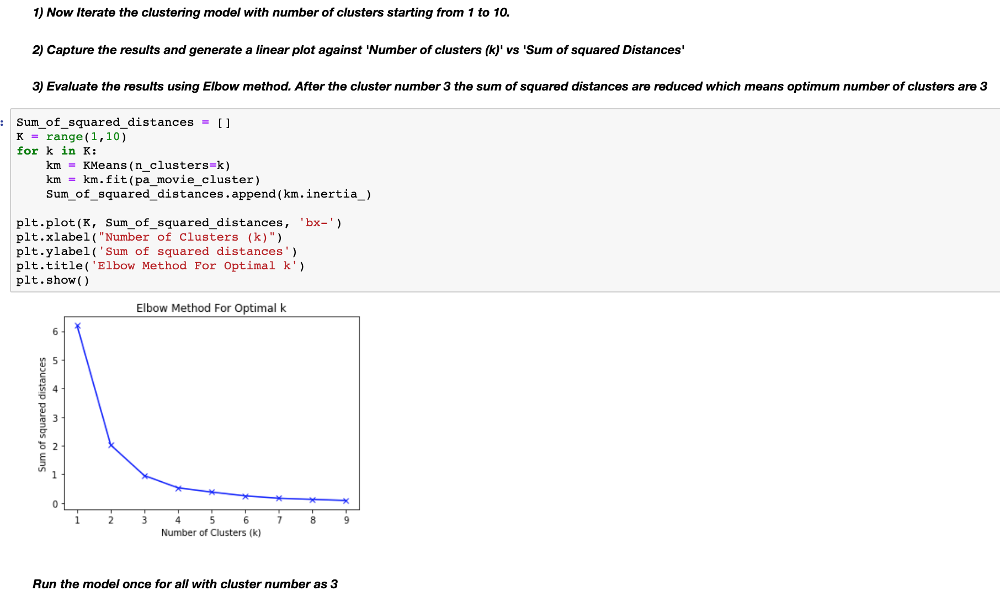 1) Now Iterate the clustering model with number of clusters starting from 1 to 10.
2) Capture the results and generate a linear plot against 'Number of clusters (k)' vs 'Sum of squared Distances'
3) Evaluate the results using Elbow method. After the cluster number 3 the sum of squared distances are reduced which means optimum number of clusters are 3
:
Sum_of_squared_distances = []
K = range(1,10)
for k in K:
    km = KMeans(n_clusters=k)
    km = km.fit(pa_movie_cluster)
    Sum_of_squared_distances.append(km.inertia_)
plt.plot(K, Sum_of_squared_distances, 'bx-')
plt.xlabel("Number of Clusters (k)")
plt.ylabel('Sum of squared distances')
plt.title('Elbow Method For Optimal k')
plt.show()
Elbow Method For Optimal k
Sum of squared distances
6
5
4
3
2
1
0
1 2 3 4 5 6 7 8 9
Number of Clusters (k)
Run the model once for all with cluster number as 3